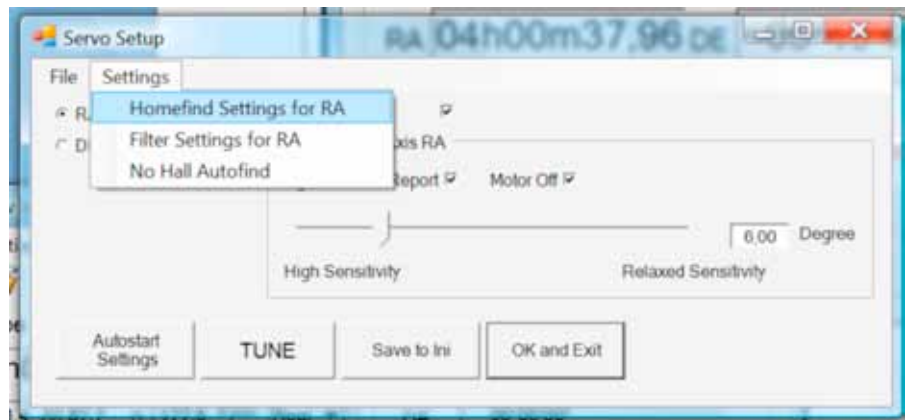 Servo Setup
RA 04h00m37,96 DE
File Settings
Homefind Settings for RA
Filter Settings for RA
No Hall Autofind
R
D
xis RA
Report
Motor Off
6,00 Degree
High Sensitivity Relaxed Sensitivity
Autostart
Settings
TUNE
Save to Ini
OK and Exit